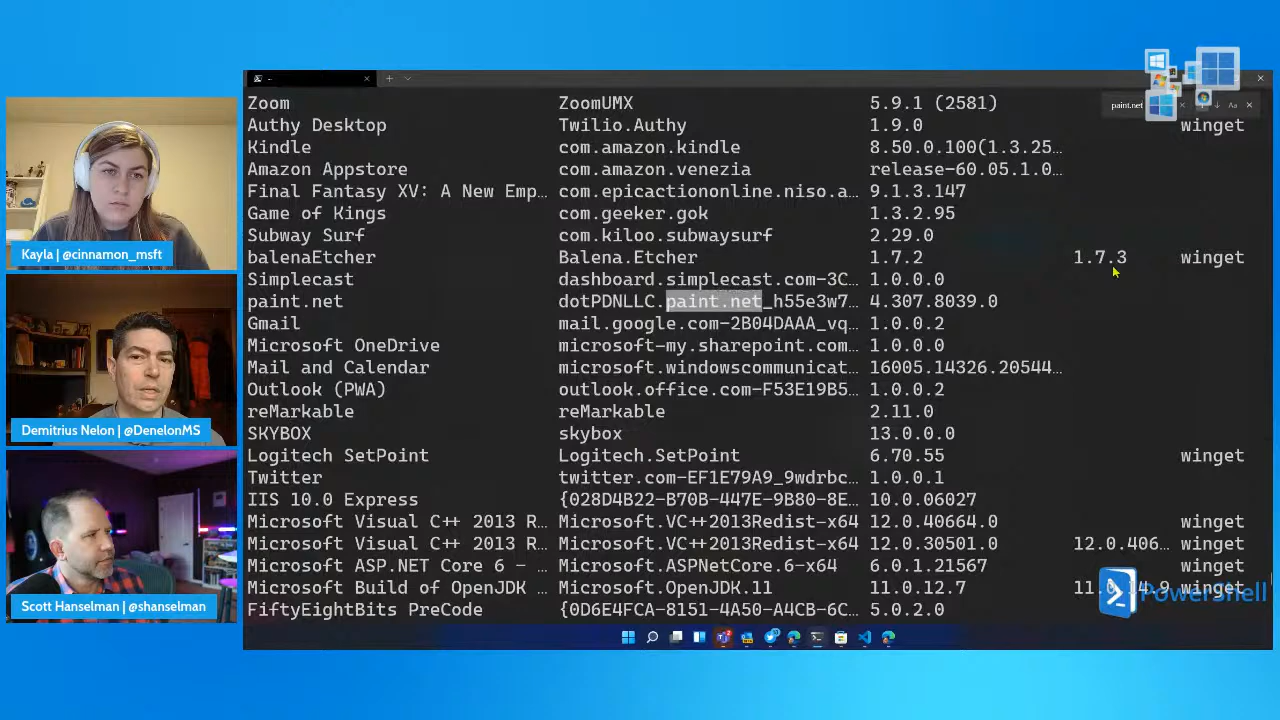 paint.net
Zoom ZoomUMX 5.9.1 (2581)
Authy Desktop Twilio.Authy 1.9.0 winget
Kindle com.amazon.kindle 8.50.0.100(1.3.25…
Amazon Appstore com.amazon.venezia release-60.05.1.0…
Final Fantasy XV: A New Emp… com.epicactiononline.niso.a… 9.1.3.147
Game of Kings com.geeker.gok 1.3.2.95
Subway Surf com.kiloo.subwaysurf 2.29.0
balenaEtcher Balena.Etcher 1.7.2 1.7.3 winget
Simplecast dashboard.simplecast.com-3C… 1.0.0.0
paint.net dotPDNLLC.paint.net_h55e3w7… 4.307.8039.0
Gmail mail.google.com-2B04DAAA_vq… 1.0.0.2
Microsoft OneDrive microsoft-my.sharepoint.com… 1.0.0.0
Mail and Calendar microsoft.windowscommunicat… 16005.14326.20544…
Outlook (PWA) outlook.office.com-F53E19B5… 1.0.0.2
reMarkable reMarkable 2.11.0
SKYBOX skybox 13.0.0.0
Logitech SetPoint Logitech.SetPoint 6.70.55 winget
Twitter twitter.com-EF1E79A9_9wdrbc… 1.0.0.1
IIS 10.0 Express {028D4B22-B70B-447E-9B80-8E… 10.0.06027
Microsoft Visual C++ 2013 R… Microsoft.VC++2013Redist-x64 12.0.40664.0 winget
Microsoft Visual C++ 2013 R… Microsoft.VC++2013Redist-x64 12.0.30501.0 12.0.406… winget
Microsoft ASP.NET Core 6 - … Microsoft.ASPNetCore.6-x64 6.0.1.21567 winget
Microsoft Build of OpenJDK … Microsoft.OpenJDK.11 11.0.12.7 winget
FiftyEightBits PreCode {0D6E4FCA-8151-4A50-A4CB-6C… 5.0.2.0
PowerShell
Kayla | @cinnamon_msft
Demitrius Nelon | @DenelonMS
Scott Hanselman | @shanselman